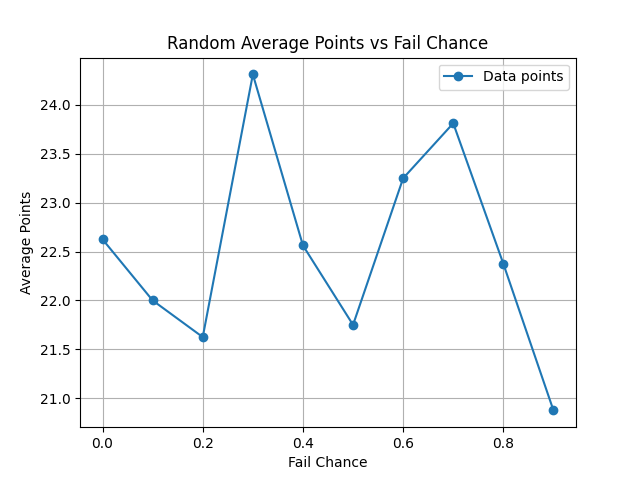 Random Average Points vs Fail Chance
Data points
24.0
23.5
23.0
22.5
22.0
21.5
21.0
Average Points
0.0 0.2 0.4 0.6 0.8
Fail Chance